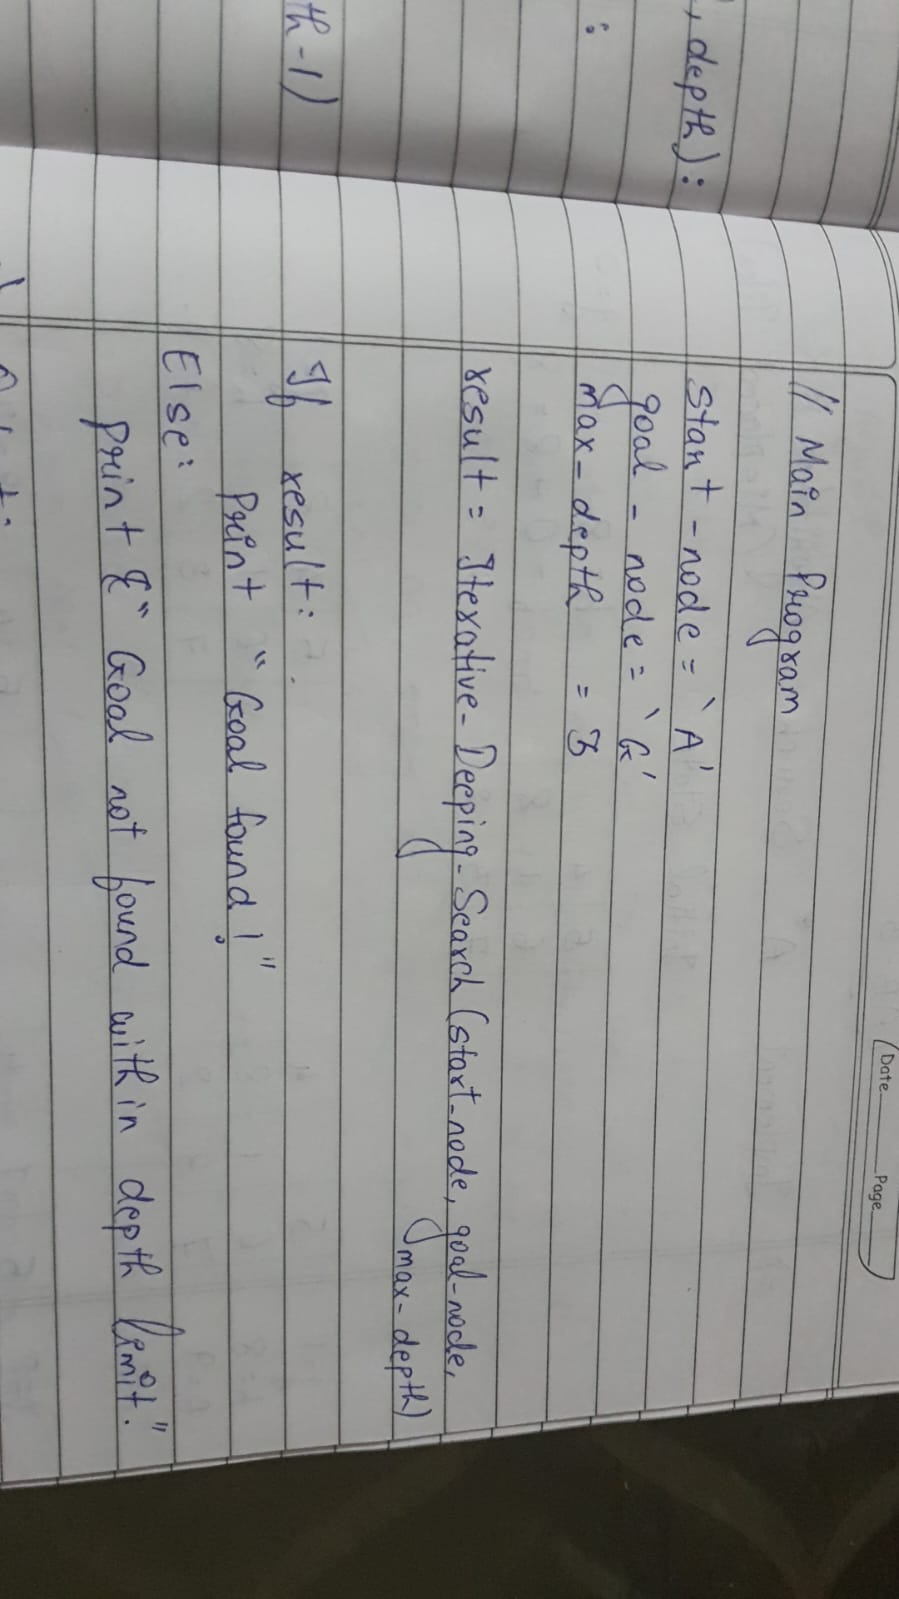 , depth):
:
th-1)
Date Page
// Main Program
start-node = 'A'
goal-node = 'G'
max-depth = 3
result = Iterative-Deeping-Search (start-node, goal-node,
max-depth)
If result:
Print "Goal found!"
Else:
print "Goal not found within depth limit."